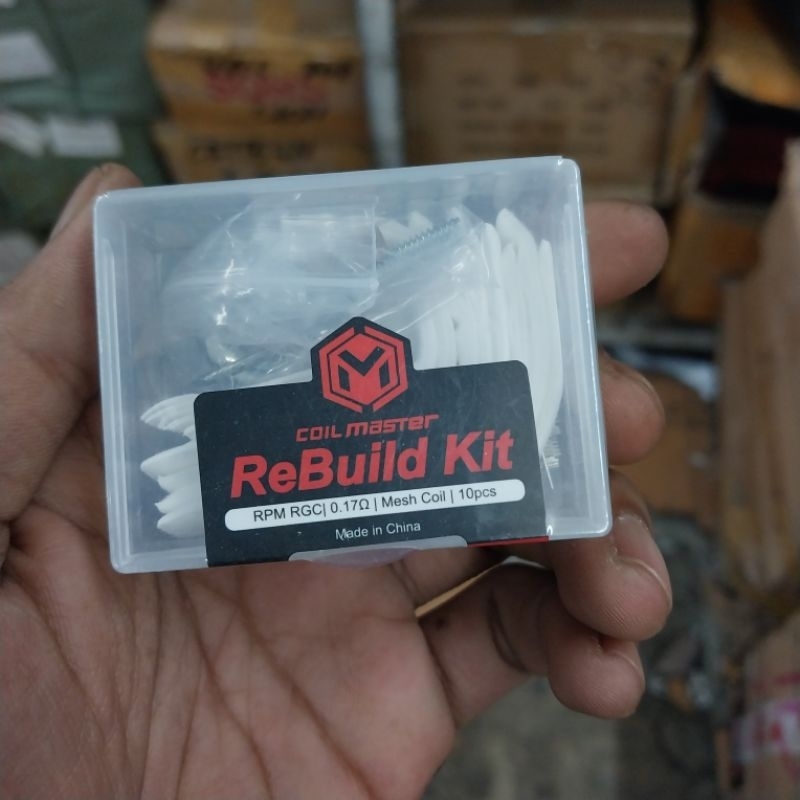 COIL MASTER
ReBuild Kit
RPM RGC| 0.17Ω | Mesh Coil | 10pcs
Made in China